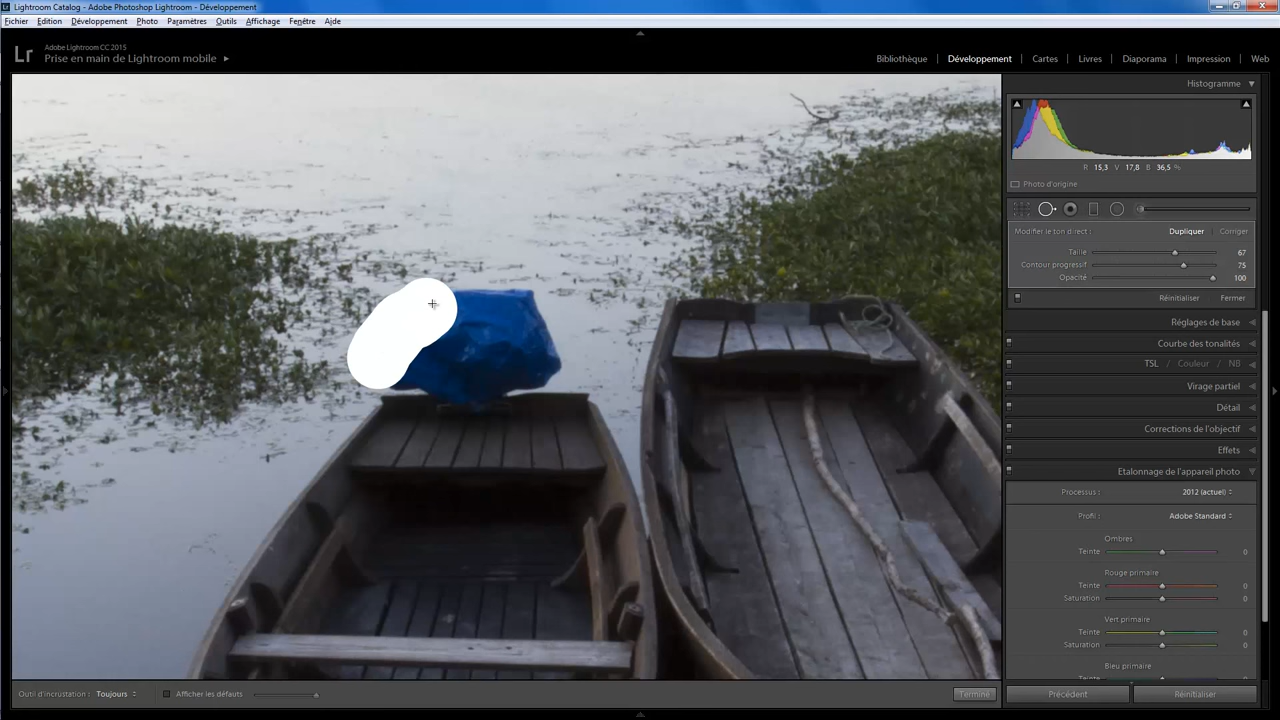 Lightroom Catalog - Adobe Photoshop Lightroom - Développement
Fichier Edition Développement Photo Paramètres Outils Affichage Fenêtre Aide
Lr
Adobe Lightroom CC 2015
Prise en main de Lightroom mobile
Bibliothèque | Développement | Cartes | Livres | Diaporama | Impression | Web
Histogramme
R 15,3 V 17,8 B 36,5 %
Photo d'origine
Modifier le ton direct : Dupliquer Corriger
Taille 67
Contour progressif 75
Opacité 100
Réinitialiser Fermer
Réglages de base
Courbe des tonalités
TSL / Couleur / NB
Virage partiel
Détail
Corrections de l'objectif
Effets
Etalonnage de l'appareil photo
Processus : 2012 (actuel)
Profil : Adobe Standard
Ombres
Teinte 0
Rouge primaire
Teinte 0
Saturation 0
Vert primaire
Teinte 0
Saturation 0
Bleu primaire
Teinte 0
Outil d'incrustation : Toujours Afficher les défauts Terminé
Précédent Réinitialiser